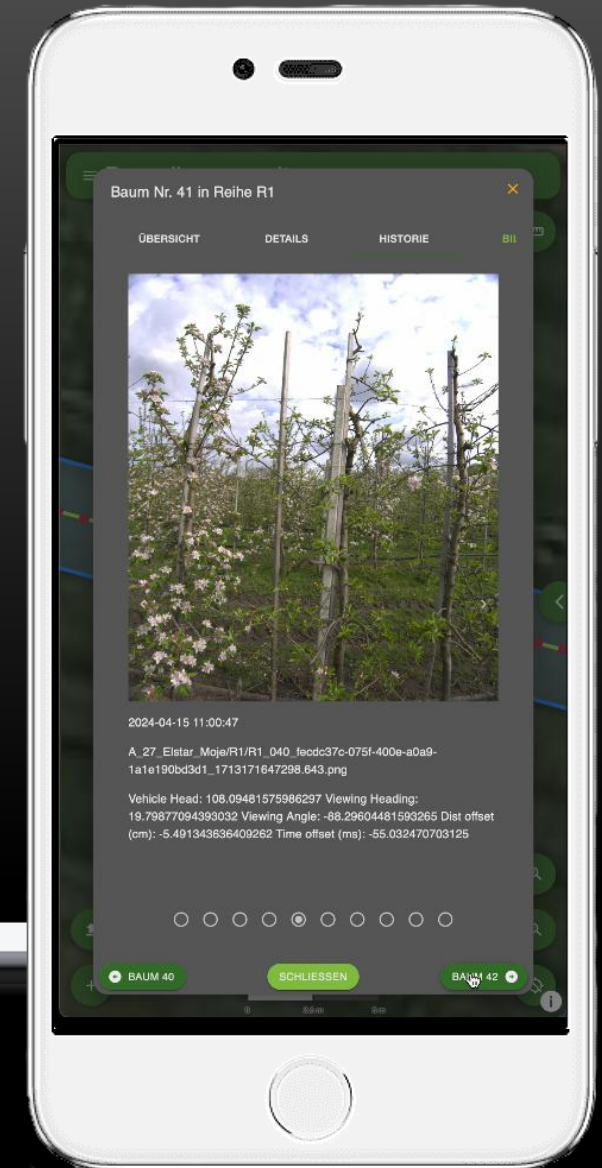 Baum Nr. 41 in Reihe R1
ÜBERSICHT DETAILS HISTORIE
2024-04-15 11:00:47
A_27_Elstar_Moje/R1/R1_040_fecdc37c-075f-400e-a0a9-
1a1e190bd3d1_1713171647298.643.png
Vehicle Head: 108.09481575986297 Viewing Heading:
19.79877094393032 Viewing Angle: -88.29604481593265 Dist offset
(cm): -5.491343636409262 Time offset (ms): -55.032470703125
BAUM 40 SCHLIESSEN BAUM 42